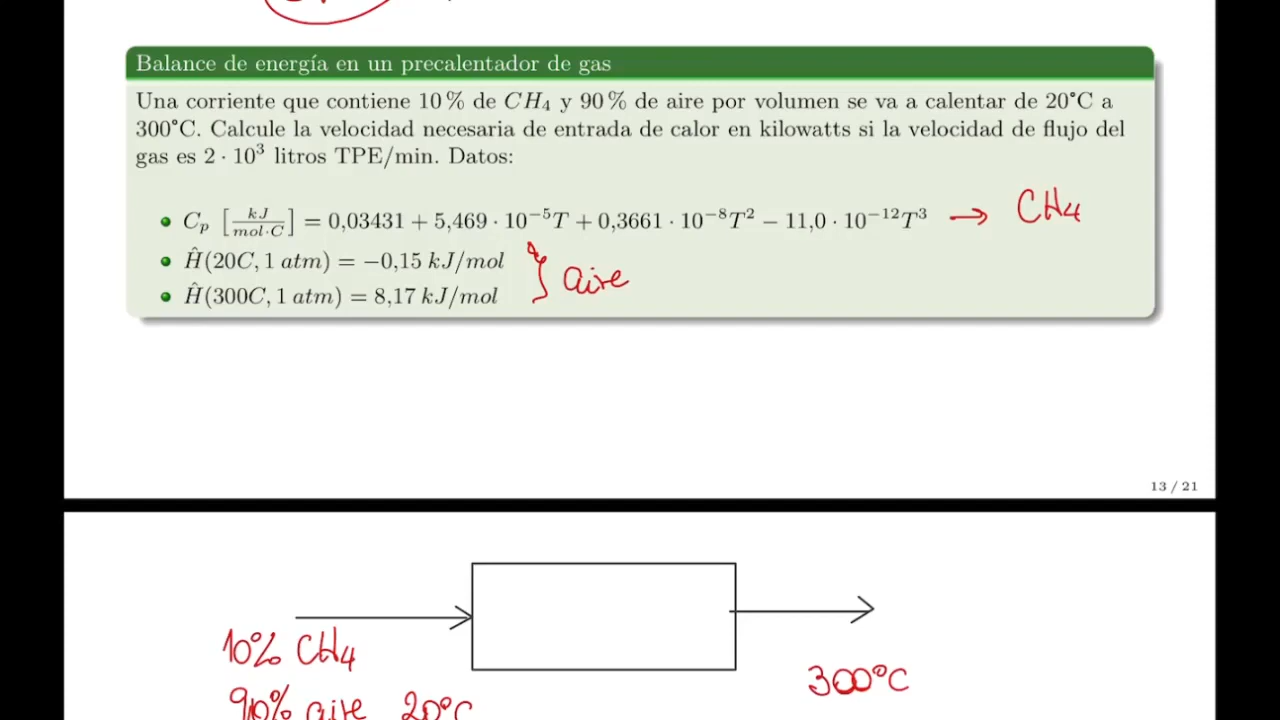 Balance de energía en un precalentador de gas
Una corriente que contiene 10 % de CH₄ y 90 % de aire por volumen se va a calentar de 20°C a
300°C. Calcule la velocidad necesaria de entrada de calor en kilowatts si la velocidad de flujo del
gas es 2 · 10³ litros TPE/min. Datos:
C_p [kJ/mol·C] = 0,03431 + 5,469 · 10⁻⁵T + 0,3661 · 10⁻⁸T² − 11,0 · 10⁻¹²T³ → CH₄
Ĥ(20C, 1 atm) = −0,15 kJ/mol
Ĥ(300C, 1 atm) = 8,17 kJ/mol
aire
13 / 21
10% CH₄
300°C
90% aire 20°C